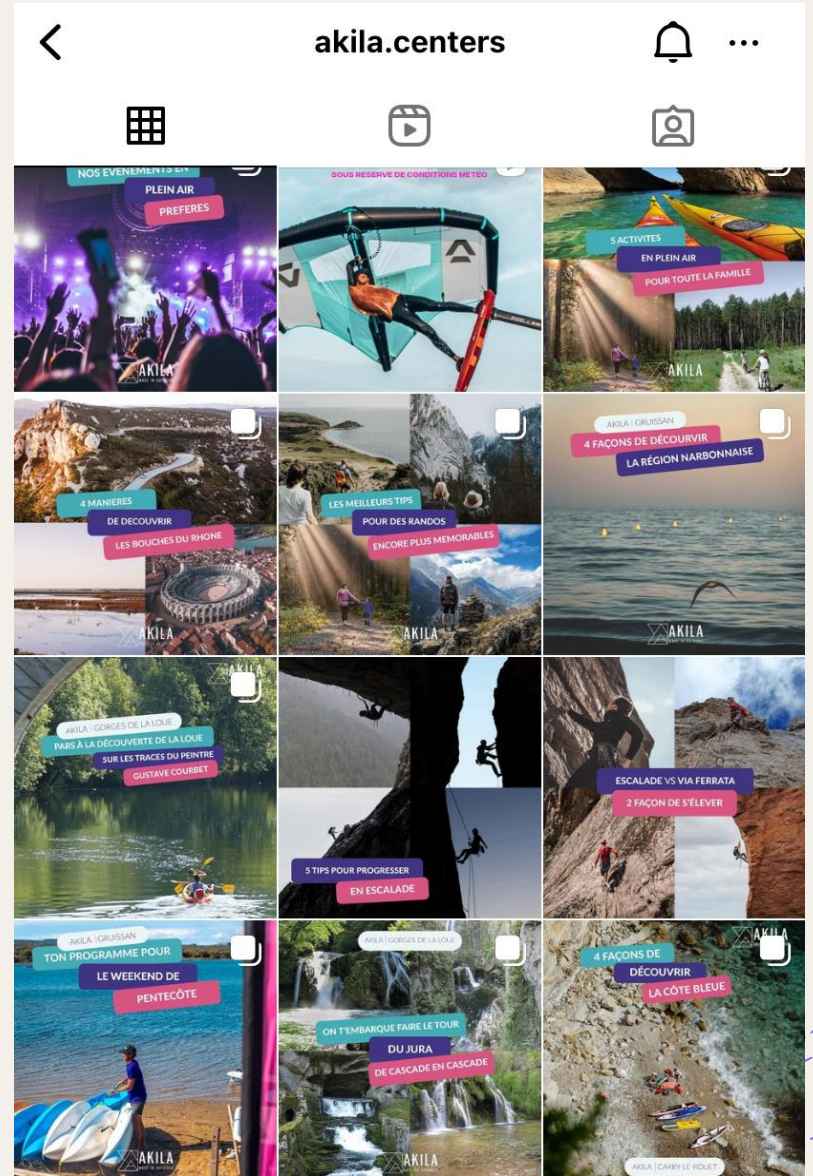 akila.centers
NOS EVENEMENTS EN
PLEIN AIR
PREFERES
AKILA
SOUS RESERVE DE CONDITIONS METEO
5 ACTIVITES
EN PLEIN AIR
POUR TOUTE LA FAMILLE
AKILA
4 MANIERES
DE DECOUVRIR
LES BOUCHES DU RHONE
AKILA
LES MEILLEURS TIPS
POUR DES RANDOS
ENCORE PLUS MEMORABLES
AKILA
AKILA | GRUISSAN
4 FAÇONS DE DÉCOURVIR
LA RÉGION NARBONNAISE
AKILA
AKILA
AKILA | GORGES DE LA LOUE
PARS À LA DÉCOUVERTE DE LA LOUE
SUR LES TRACES DU PEINTRE
GUSTAVE COURBET
5 TIPS POUR PROGRESSER
EN ESCALADE
ESCALADE VS VIA FERRATA
2 FAÇON DE S'ÉLEVER
AKILA | GRUISSAN
TON PROGRAMME POUR
LE WEEKEND DE
PENTECÔTE
AKILA
AKILA | GORGES DE LA LOUE
ON T'EMBARQUE FAIRE LE TOUR
DU JURA
DE CASCADE EN CASCADE
AKILA
AKILA
4 FAÇONS DE
DÉCOUVRIR
LA CÔTE BLEUE
AKILA | CARRY LE ROUET